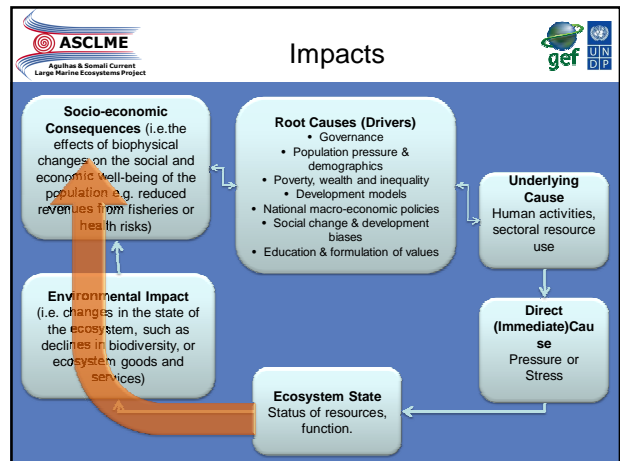 ASCLME
Agulhas & Somali Current
Large Marine Ecosystems Project
Impacts
gef
U N
D P
Socio-economic
Consequences (i.e.the
effects of biophysical
changes on the social and
economic well-being of the
population e.g. reduced
revenues from fisheries or
health risks)
Root Causes (Drivers)
• Governance
• Population pressure &
demographics
• Poverty, wealth and inequality
• Development models
• National macro-economic policies
• Social change & development
biases
• Education & formulation of values
Underlying
Cause
Human activities,
sectoral resource
use
Environmental Impact
(i.e. changes in the state of
the ecosystem, such as
declines in biodiversity, or
ecosystem goods and
services)
Direct
(Immediate)Cau
se
Pressure or
Stress
Ecosystem State
Status of resources,
function.